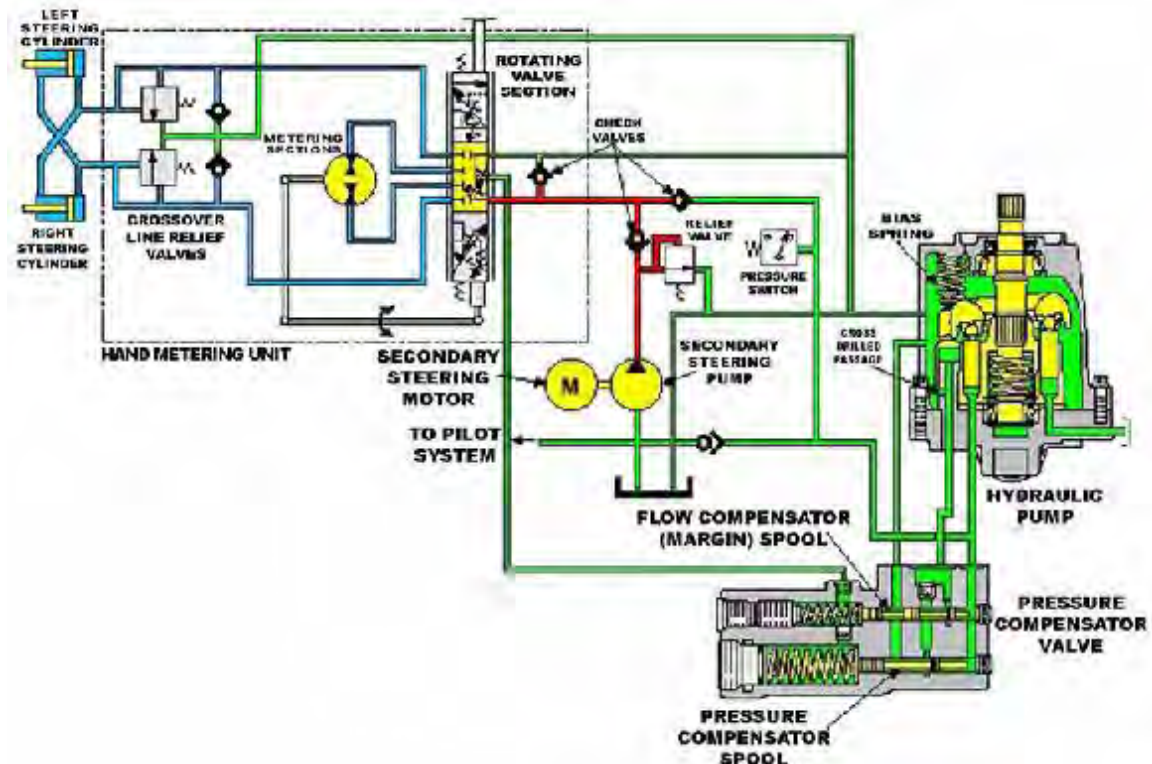 LEFT
STEERING
CYLINDER
ROTATING
VALVE
SECTION
METERING
SECTIONS
CHECK
VALVES
CROSSOVER
LINE RELIEF
VALVES
RIGHT
STEERING
CYLINDER
RELIEF
VALVE
PRESSURE
SWITCH
BIAS
SPRING
CROSS
DRILLED
PASSAGE
HAND METERING UNIT
SECONDARY
STEERING
MOTOR
M
SECONDARY
STEERING
PUMP
TO PILOT
SYSTEM
HYDRAULIC
PUMP
FLOW COMPENSATOR
(MARGIN) SPOOL
PRESSURE
COMPENSATOR
VALVE
PRESSURE
COMPENSATOR
SPOOL